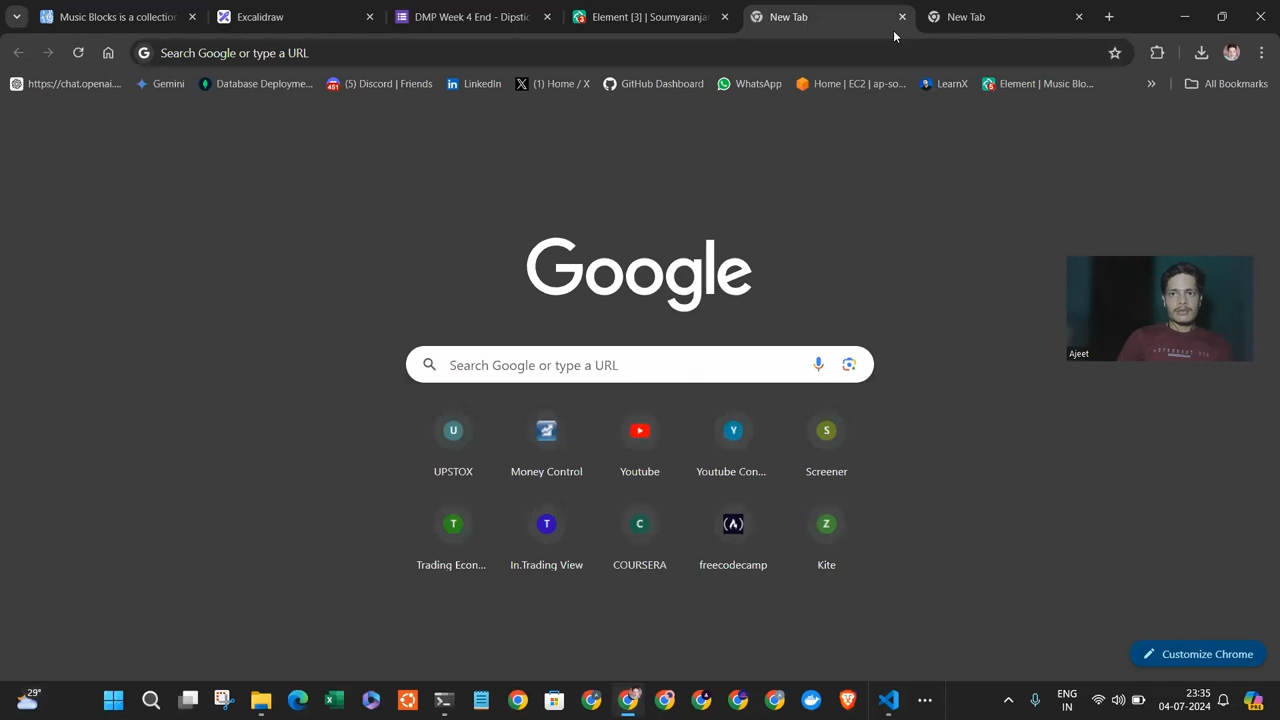 Music Blocks is a collection
Excalidraw
DMP Week 4 End - Dipstic
Element [3] | Soumyaranjan
New Tab
New Tab
Search Google or type a URL
https://chat.openai....
Gemini
Database Deployme...
451
(5) Discord | Friends
LinkedIn
(1) Home / X
GitHub Dashboard
WhatsApp
Home | EC2 | ap-so...
LearnX
Element | Music Blo...
All Bookmarks
Google
Search Google or type a URL
U
Y
S
UPSTOX
Money Control
Youtube
Youtube Con...
Screener
T
T
C
Z
Trading Econ...
In.Trading View
COURSERA
freecodecamp
Kite
Ajeet
Customize Chrome
29°
ENG
IN
23:35
04-07-2024